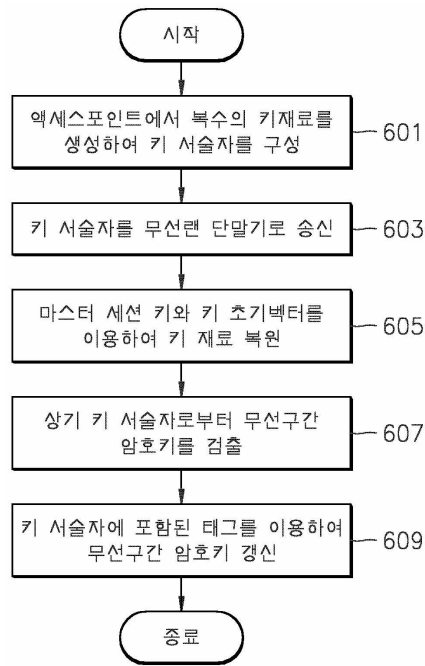 시작
액세스포인트에서 복수의 키재료를
생성하여 키 서술자를 구성
601
키 서술자를 무선랜 단말기로 송신
603
마스터 세션 키와 키 초기벡터를
이용하여 키 재료 복원
605
상기 키 서술자로부터 무선구간
암호키를 검출
607
키 서술자에 포함된 태그를 이용하여
무선구간 암호키 갱신
609
종료